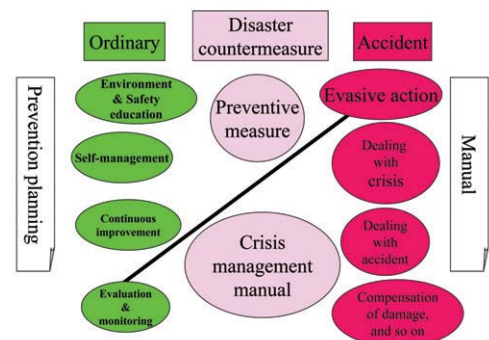 Ordinary
Disaster
countermeasure
Accident
Prevention planning
Environment
& Safety
education
Self-management
Continuous
improvement
Evaluation
&
monitoring
Preventive
measure
Crisis
management
manual
Evasive action
Dealing
with
crisis
Dealing
with
accident
Compensation
of damage,
and so on
Manual